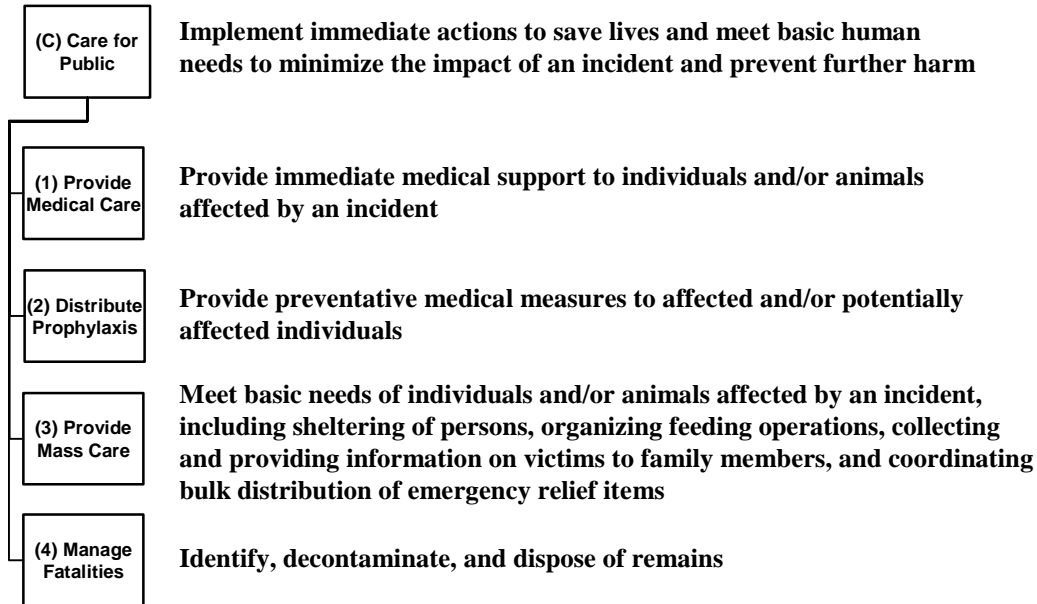 (C) Care for
Public
Implement immediate actions to save lives and meet basic human
needs to minimize the impact of an incident and prevent further harm
(1) Provide
Medical Care
Provide immediate medical support to individuals and/or animals
affected by an incident
(2) Distribute
Prophylaxis
Provide preventative medical measures to affected and/or potentially
affected individuals
(3) Provide
Mass Care
Meet basic needs of individuals and/or animals affected by an incident,
including sheltering of persons, organizing feeding operations, collecting
and providing information on victims to family members, and coordinating
bulk distribution of emergency relief items
(4) Manage
Fatalities
Identify, decontaminate, and dispose of remains